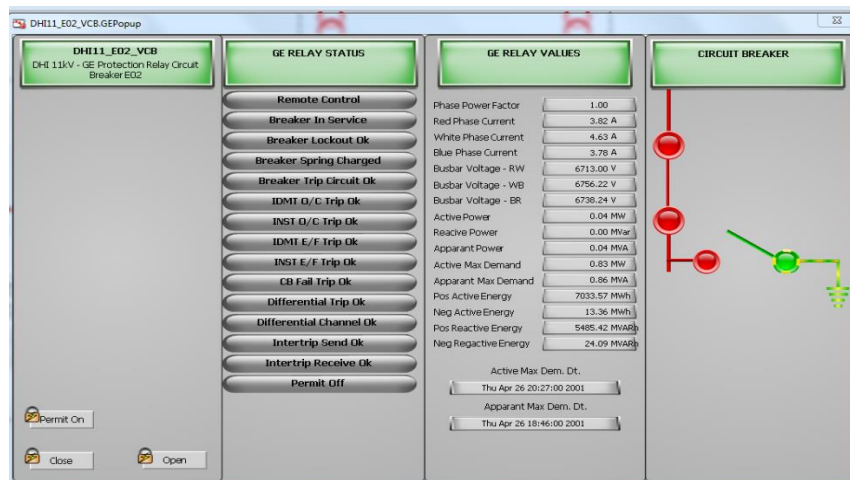 DHI11_E02_VCB.GEPopup
DHI11_E02_VCB
DHI 11kV - GE Protection Relay Circuit
Breaker E02
Permit On
Close
Open
GE RELAY STATUS
Remote Control
Breaker In Service
Breaker Lockout Ok
Breaker Spring Charged
Breaker Trip Circuit Ok
IDMT O/C Trip Ok
INST O/C Trip Ok
IDMT E/F Trip Ok
INST E/F Trip Ok
CB Fail Trip Ok
Differential Trip Ok
Differential Channel Ok
Intertrip Send Ok
Intertrip Receive Ok
Permit Off
GE RELAY VALUES
Phase Power Factor 1.00
Red Phase Current 3.82 A
White Phase Current 4.63 A
Blue Phase Current 3.78 A
Busbar Voltage - RW 6713.00 V
Busbar Voltage - WB 6756.22 V
Busbar Voltage - BR 6738.24 V
Active Power 0.04 MW
Reacive Power 0.00 MVar
Apparant Power 0.04 MVA
Active Max Demand 0.83 MW
Apparant Max Demand 0.86 MVA
Pos Active Energy 7033.57 MWh
Neg Active Energy 13.36 MWh
Pos Reactive Energy 5485.42 MVARh
Neg Regactive Energy 24.09 MVARh
Active Max Dem. Dt.
Thu Apr 26 20:27:00 2001
Apparant Max Dem. Dt.
Thu Apr 26 18:46:00 2001
CIRCUIT BREAKER